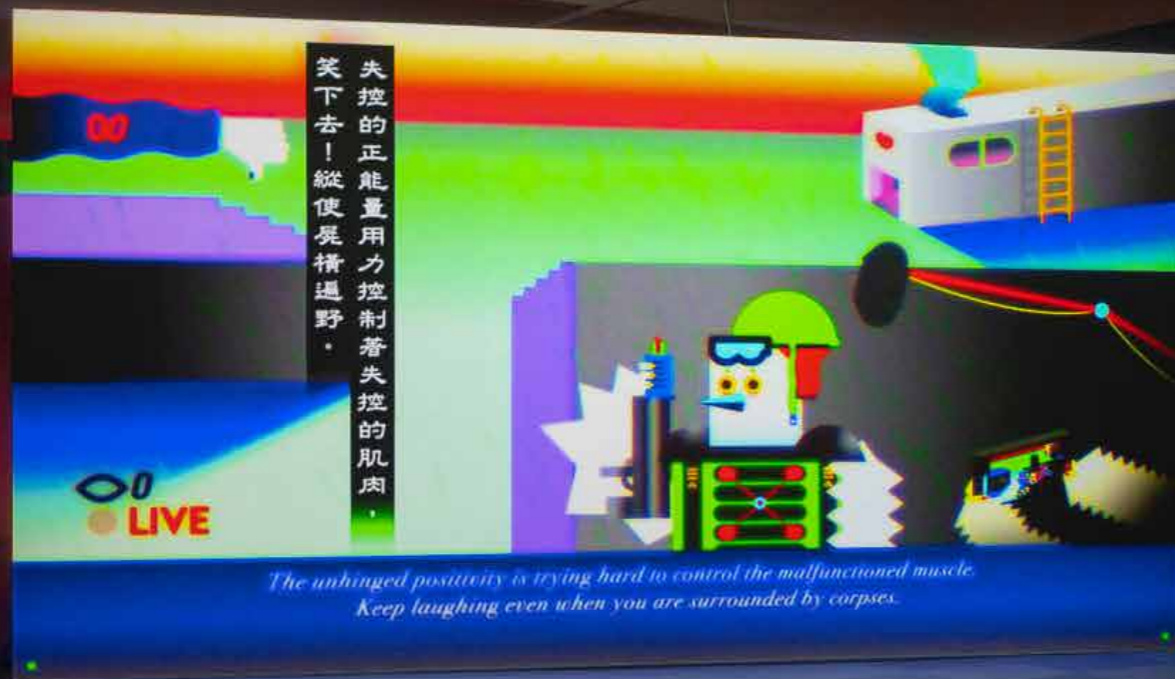 失控的正能量用力控制著失控的肌肉，
笑下去！縱使屍橫遍野。
0
LIVE
The unhinged positivity is trying hard to control the malfunctioned muscle.
Keep laughing even when you are surrounded by corpses.